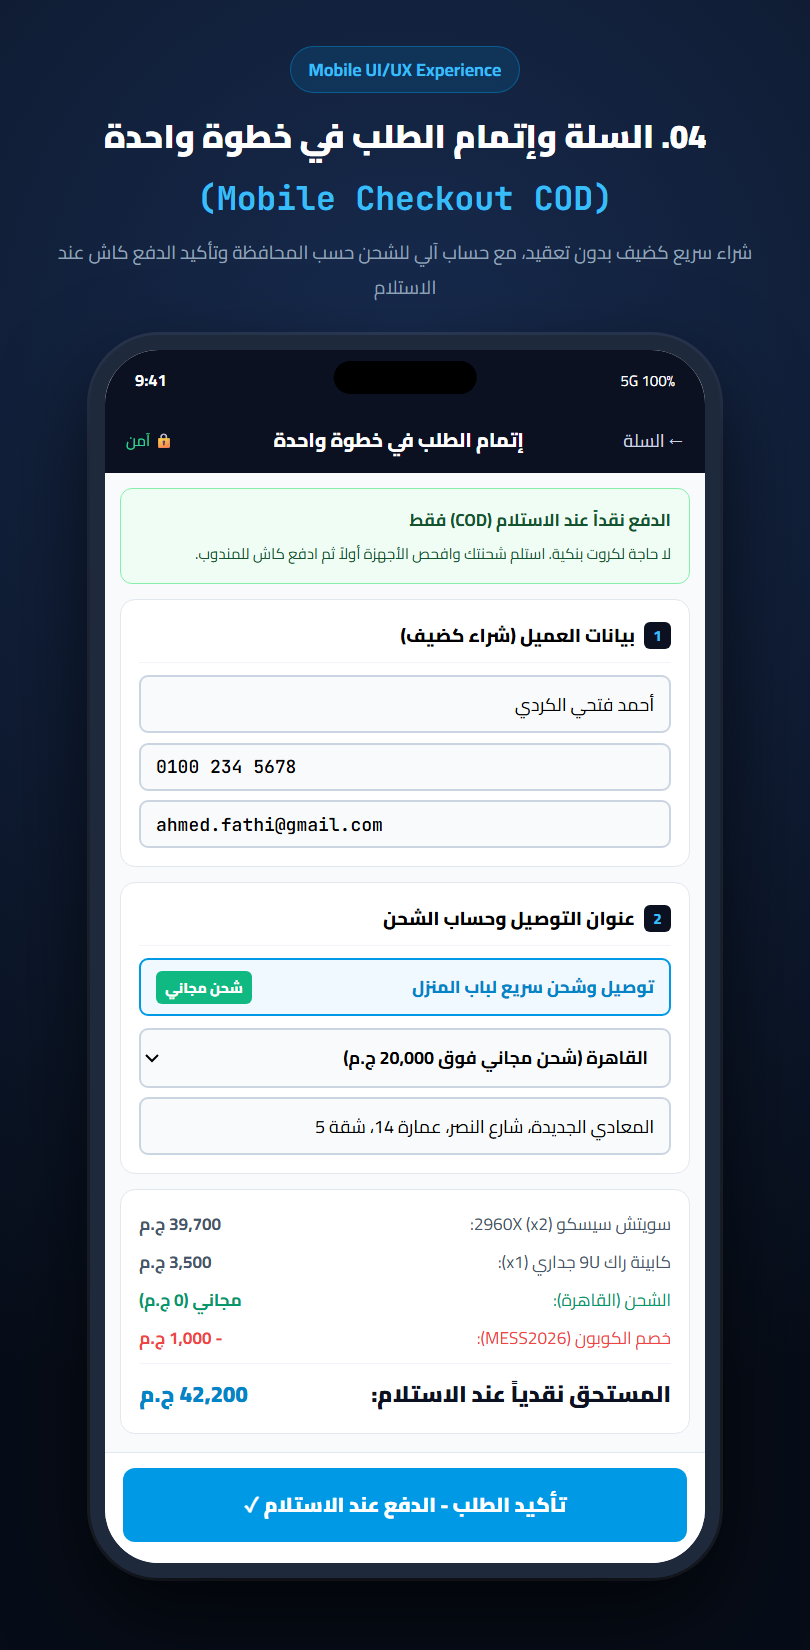 Mobile UI/UX Experience
04. السلة وإتمام الطلب في خطوة واحدة
(Mobile Checkout COD)
شراء سريع كضيف بدون تعقيد، مع حساب آلي للشحن حسب المحافظة وتأكيد الدفع كاش عند
الاستلام
9:41
5G 100%
← السلة
إتمام الطلب في خطوة واحدة
🔒 آمن
الدفع نقداً عند الاستلام (COD) فقط
لا حاجة لكروت بنكية. استلم شحنتك وافحص الأجهزة أولاً ثم ادفع كاش للمندوب.
1 بيانات العميل (شراء كضيف)
أحمد فتحي الكردي
0100 234 5678
ahmed.fathi@gmail.com
2 عنوان التوصيل وحساب الشحن
توصيل وشحن سريع لباب المنزل
شحن مجاني
القاهرة (شحن مجاني فوق 20,000 ج.م)
المعادي الجديدة، شارع النصر، عمارة 14، شقة 5
سويتش سيسكو 2960X (x2):
39,700 ج.م
كابينة راك 9U جداري (x1):
3,500 ج.م
الشحن (القاهرة):
مجاني (0 ج.م)
خصم الكوبون (MESS2026):
- 1,000 ج.م
المستحق نقدياً عند الاستلام:
42,200 ج.م
تأكيد الطلب - الدفع عند الاستلام ✓